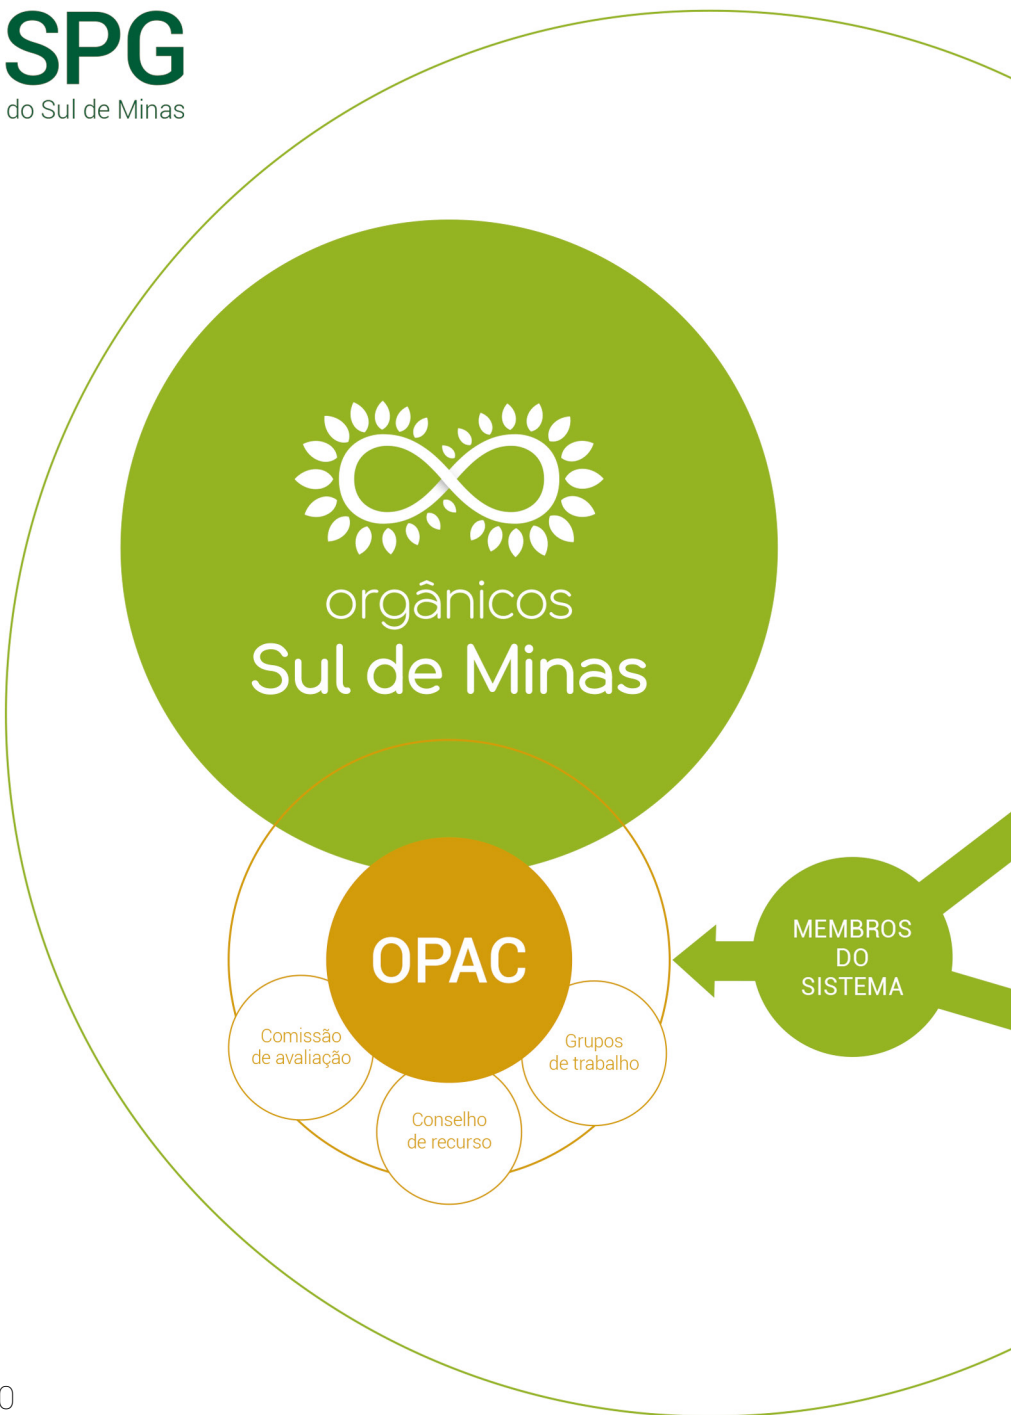 SPG
do Sul de Minas
orgânicos
Sul de Minas
OPAC
MEMBROS
DO
SISTEMA
Comissão
de avaliação
Grupos
de trabalho
Conselho
de recurso
0